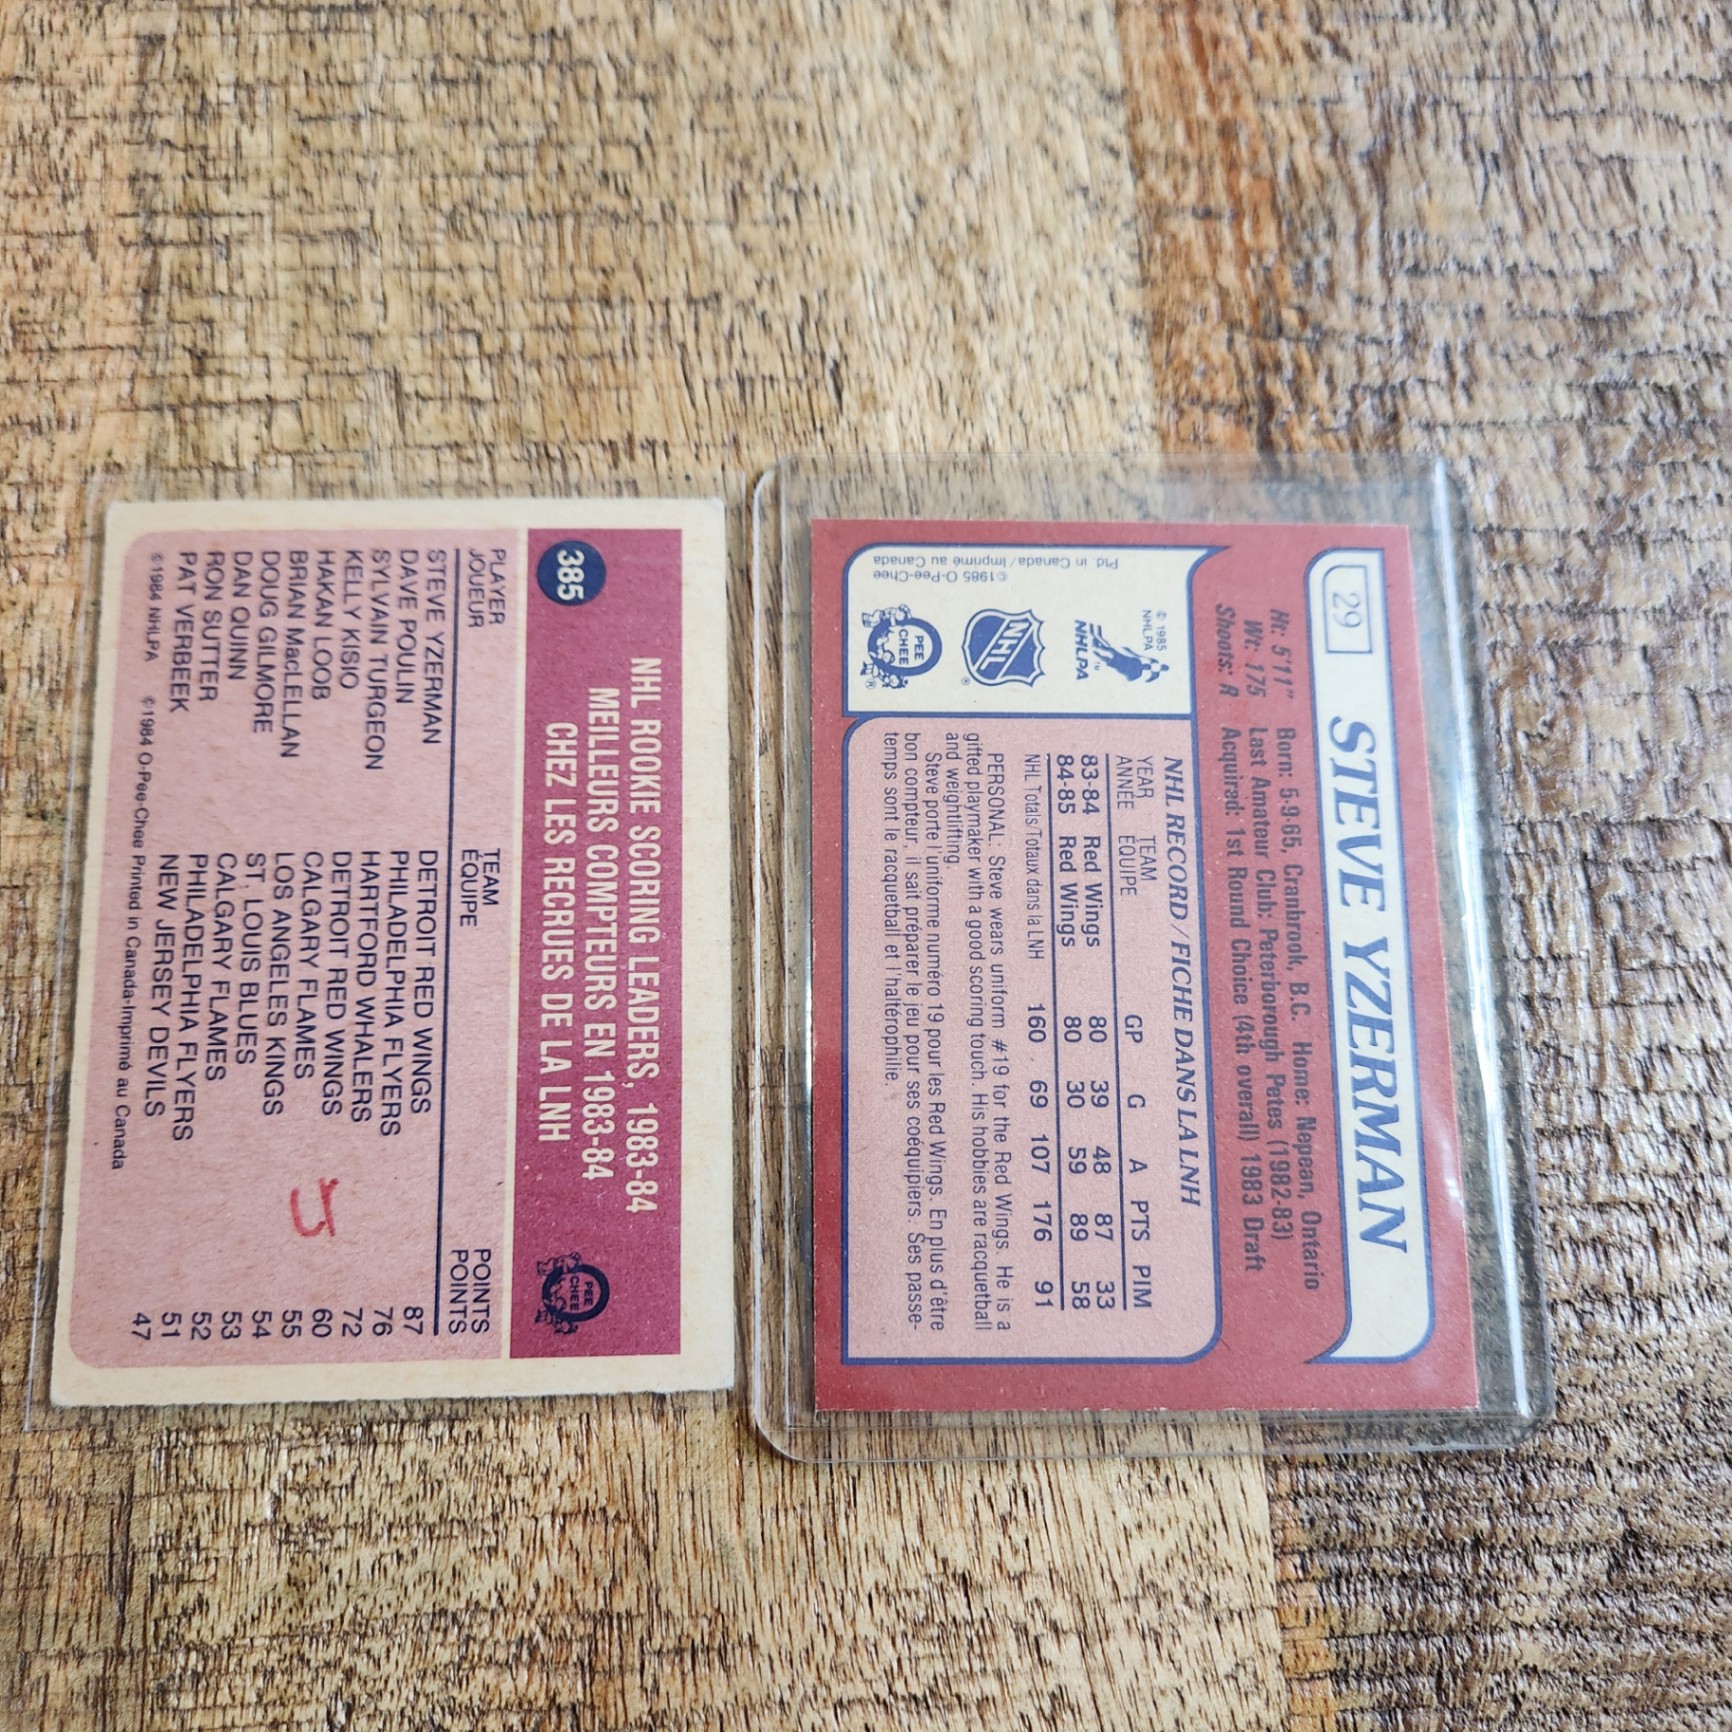 385
NHL ROOKIE SCORING LEADERS, 1983-84
MEILLEURS COMPTEURS EN 1983-84
CHEZ LES RECRUES DE LA LNH
O
PEE
CHEE
PLAYER TEAM POINTS
JOUEUR ÉQUIPE POINTS
STEVE YZERMAN DETROIT RED WINGS 87
DAVE POULIN PHILADELPHIA FLYERS 76
SYLVAIN TURGEON HARTFORD WHALERS 72
KELLY KISIO DETROIT RED WINGS 60
HAKAN LOOB CALGARY FLAMES 55
BRIAN MacLELLAN LOS ANGELES KINGS 54
DOUG GILMORE ST. LOUIS BLUES 53
DAN QUINN CALGARY FLAMES 52
RON SUTTER PHILADELPHIA FLYERS 51
PAT VERBEEK NEW JERSEY DEVILS 47
©1984 NHLPA ©1984 O-Pee-Chee Printed in Canada-Imprimé au Canada
29
STEVE YZERMAN
Ht: 5'11" Born: 5-9-65, Cranbrook, B.C. Home: Nepean, Ontario
Wt: 175 Last Amateur Club: Peterborough Petes (1982-83)
Shoots: R Acquired: 1st Round Choice (4th overall) 1983 Draft
NHL RECORD/FICHE DANS LA LNH
YEAR TEAM GP G A PTS PIM
ANNÉE ÉQUIPE
83-84 Red Wings 80 39 48 87 33
84-85 Red Wings 80 30 59 89 58
NHL Totals/Totaux dans la LNH 160 69 107 176 91
PERSONAL: Steve wears uniform #19 for the Red Wings. He is a
gifted playmaker with a good scoring touch. His hobbies are racquetball
and weightlifting.
Steve porte l'uniforme numéro 19 pour les Red Wings. En plus d'être
bon compteur, il sait préparer le jeu pour ses coéquipiers. Ses passe-
temps sont le racquetball et l'haltérophilie.
© 1985
NHLPA
NHLPA
TM
NHL
®
O
PEE
CHEE
®
©1985 O-Pee-Chee
Ptd. in Canada/Imprimé au Canada